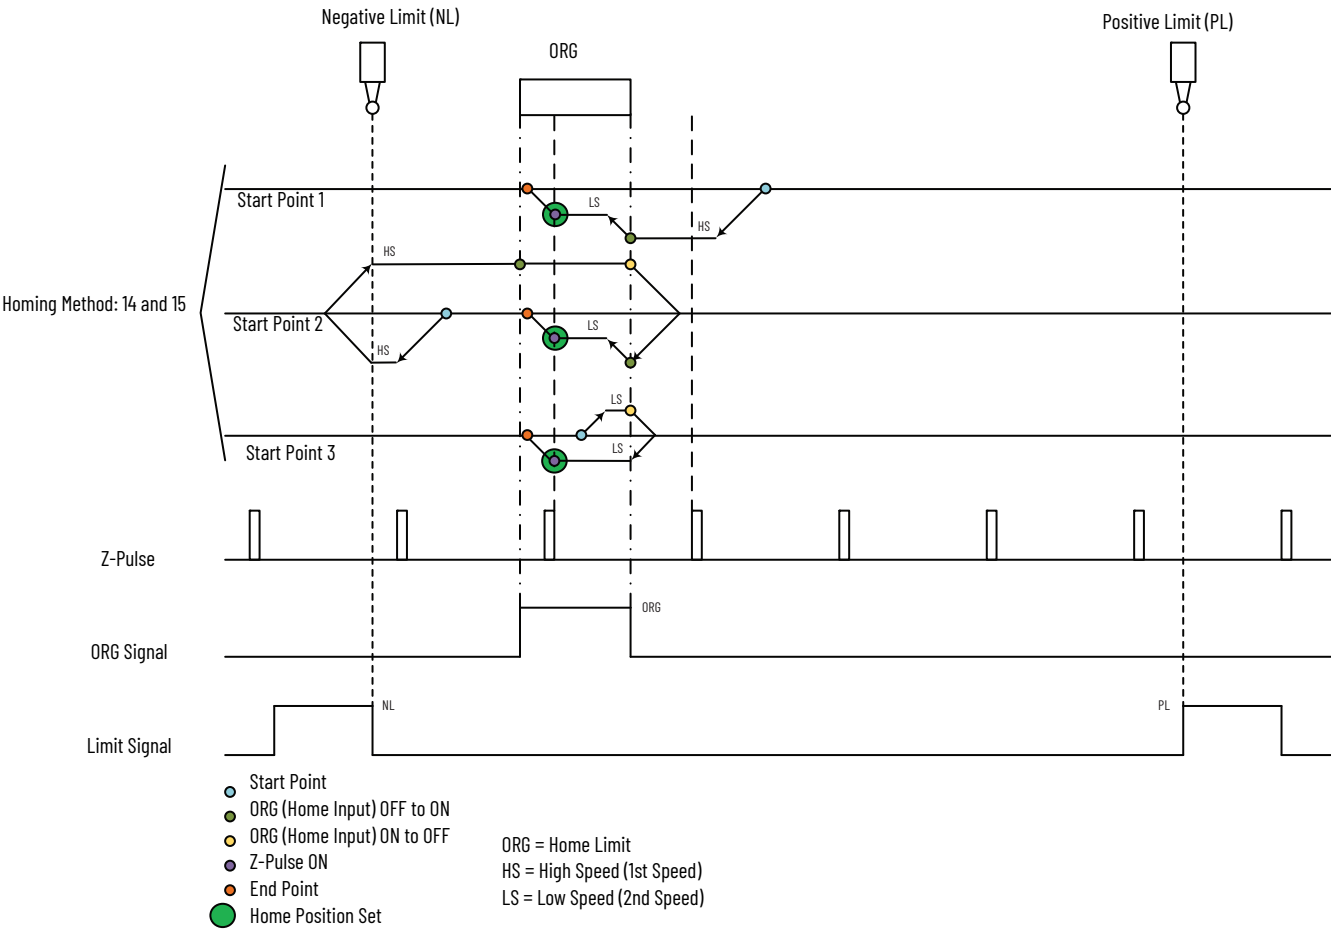 Negative Limit (NL)
Positive Limit (PL)
ORG
Start Point 1
LS
HS
HS
Homing Method: 14 and 15
Start Point 2
LS
HS
LS
Start Point 3
LS
Z-Pulse
ORG
ORG Signal
NL
PL
Limit Signal
Start Point
ORG (Home Input) OFF to ON
ORG (Home Input) ON to OFF
Z-Pulse ON
End Point
Home Position Set
ORG = Home Limit
HS = High Speed (1st Speed)
LS = Low Speed (2nd Speed)